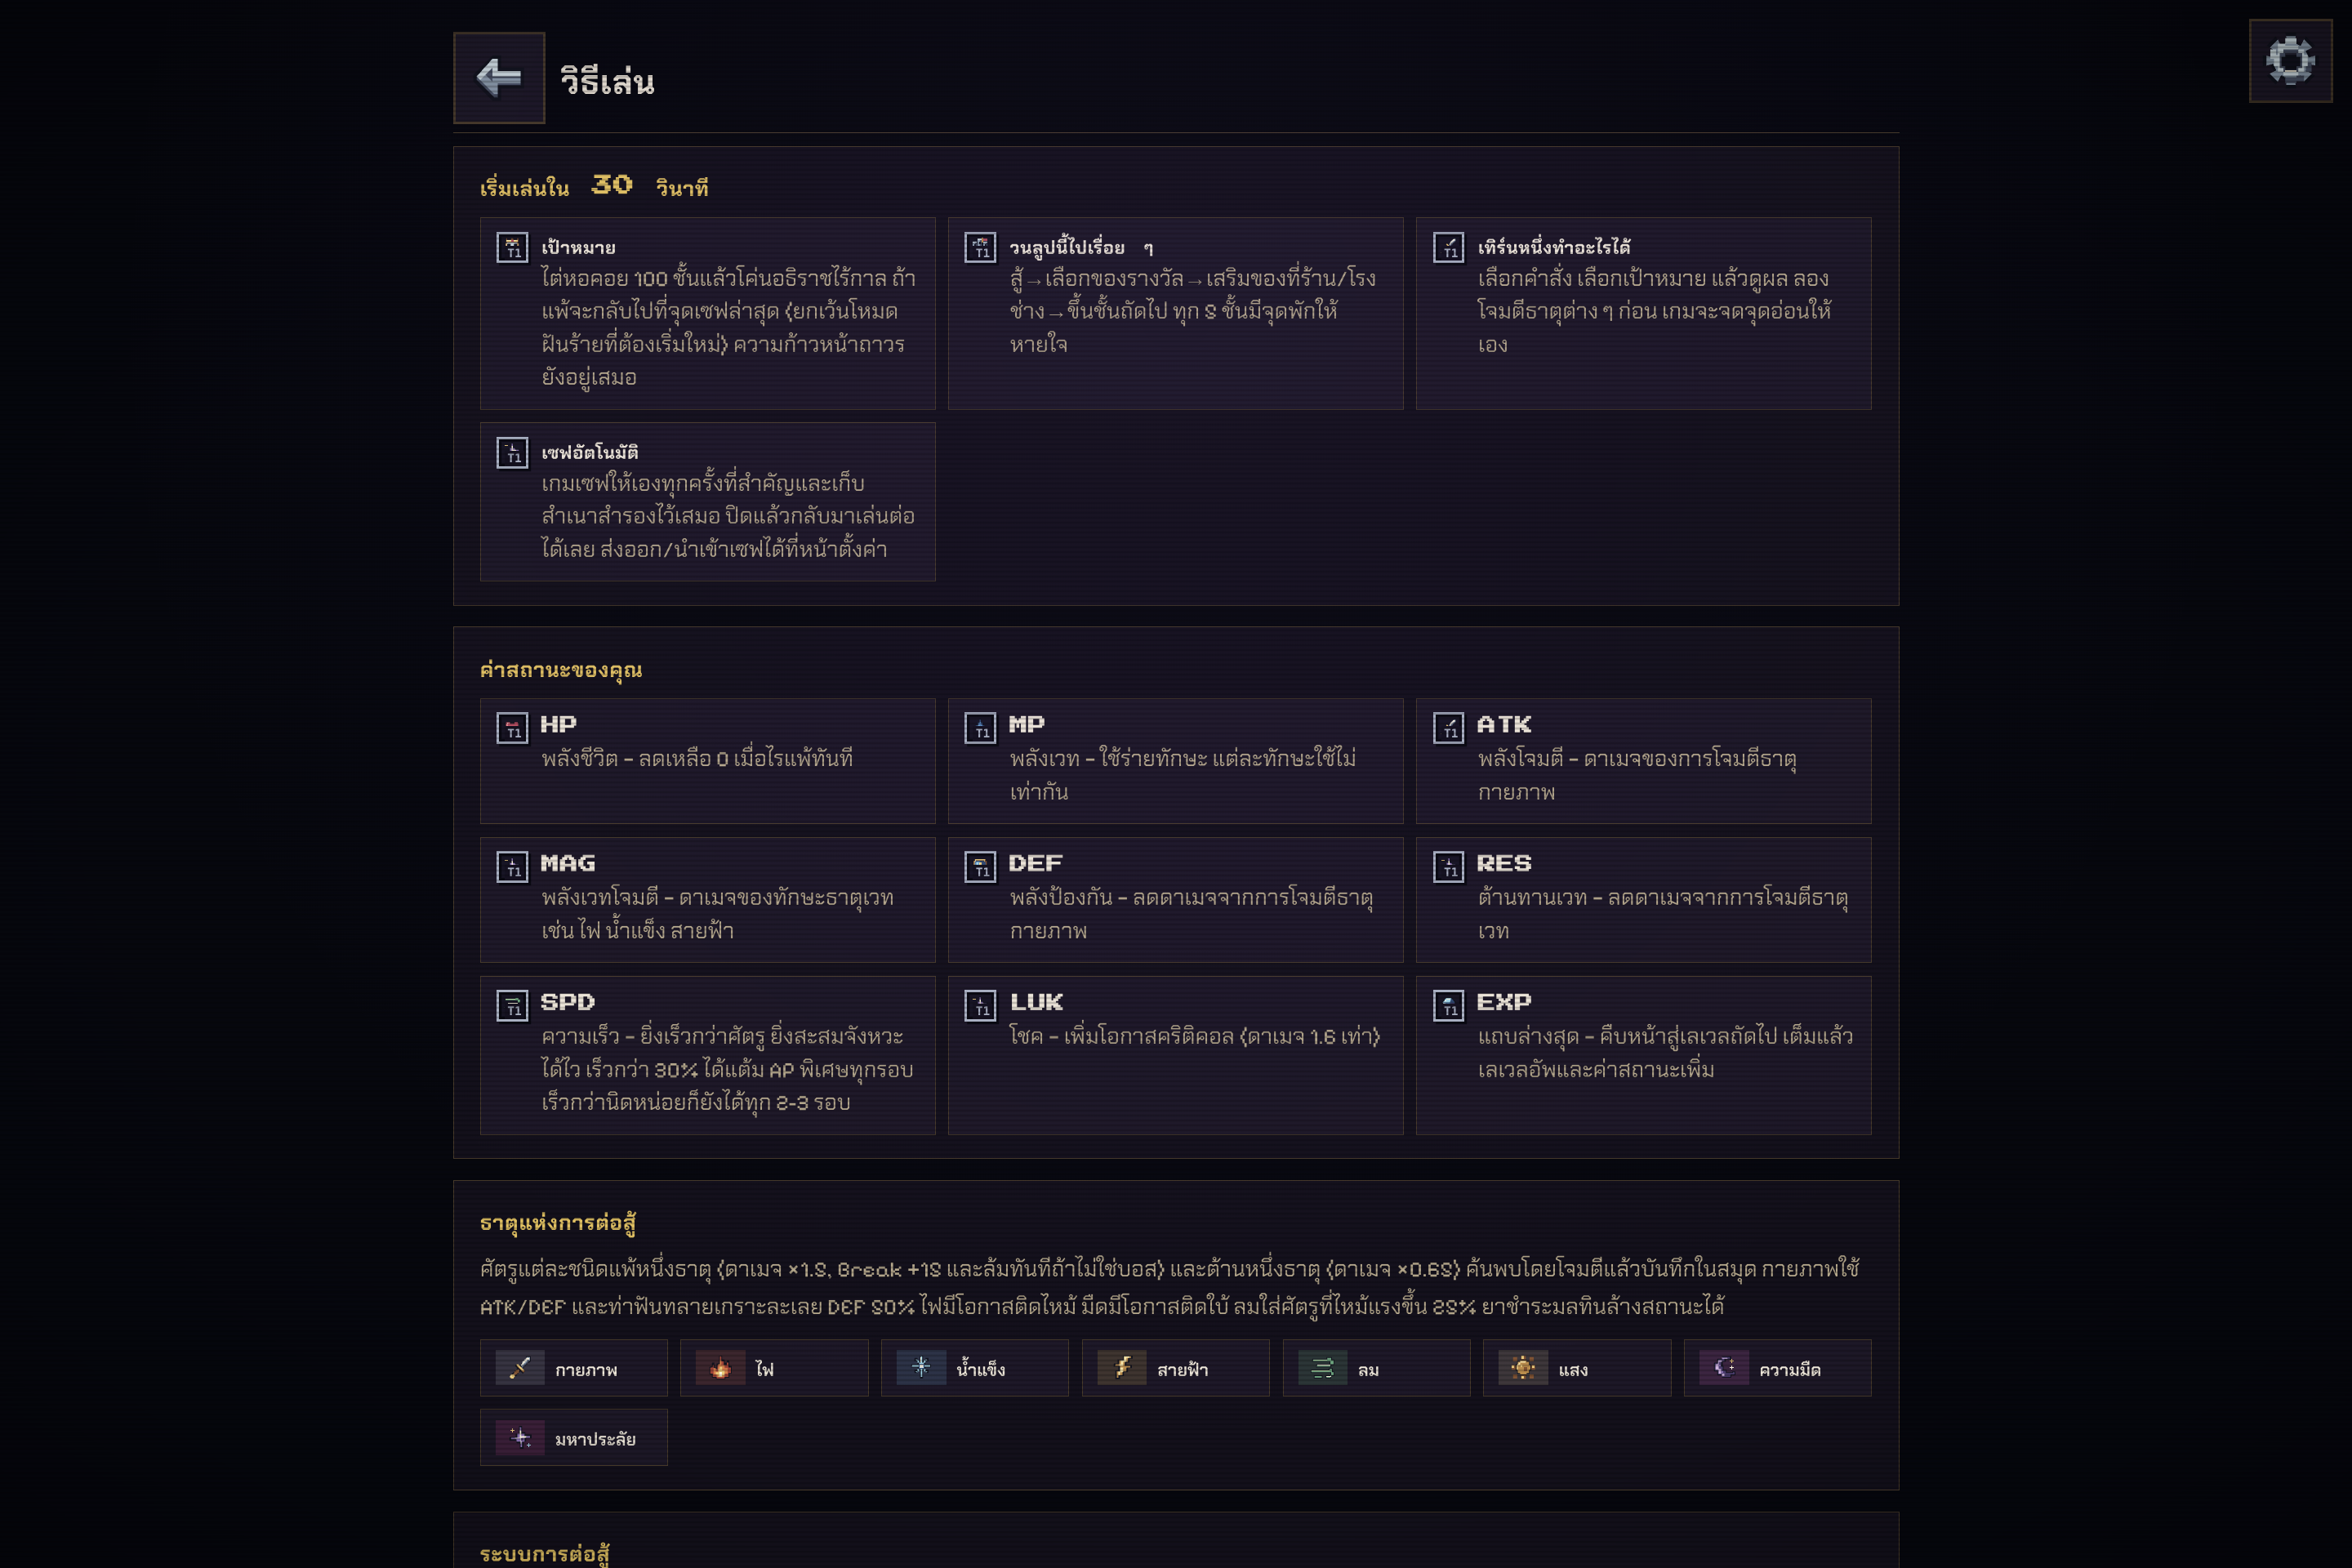 วิธีเล่น
เริ่มเล่นใน 30 วินาที
T1
เป้าหมาย
ไต่หอคอย 100 ชั้นแล้วโค่นอธิราชไร้กาล ถ้า
แพ้จะกลับไปที่จุดเซฟล่าสุด (ยกเว้นโหมด
ฝันร้ายที่ต้องเริ่มใหม่) ความก้าวหน้าถาวร
ยังอยู่เสมอ
T1
วนลูปนี้ไปเรื่อย ๆ
สู้→เลือกของรางวัล→เสริมของที่ร้าน/โรง
ช่าง→ขึ้นชั้นถัดไป ทุก 5 ชั้นมีจุดพักให้
หายใจ
T1
เทิร์นหนึ่งทำอะไรได้
เลือกคำสั่ง เลือกเป้าหมาย แล้วดูผล ลอง
โจมตีธาตุต่าง ๆ ก่อน เกมจะจดจุดอ่อนให้
เอง
T1
เซฟอัตโนมัติ
เกมเซฟให้เองทุกครั้งที่สำคัญและเก็บ
สำเนาสำรองไว้เสมอ ปิดแล้วกลับมาเล่นต่อ
ได้เลย ส่งออก/นำเข้าเซฟได้ที่หน้าตั้งค่า
ค่าสถานะของคุณ
T1
HP
พลังชีวิต – ลดเหลือ 0 เมื่อไรแพ้ทันที
T1
MP
พลังเวท – ใช้ร่ายทักษะ แต่ละทักษะใช้ไม่
เท่ากัน
T1
ATK
พลังโจมตี – ดาเมจของการโจมตีธาตุ
กายภาพ
T1
MAG
พลังเวทโจมตี – ดาเมจของทักษะธาตุเวท
เช่น ไฟ น้ำแข็ง สายฟ้า
T1
DEF
พลังป้องกัน – ลดดาเมจจากการโจมตีธาตุ
กายภาพ
T1
RES
ต้านทานเวท – ลดดาเมจจากการโจมตีธาตุ
เวท
T1
SPD
ความเร็ว – ยิ่งเร็วกว่าศัตรู ยิ่งสะสมจังหวะ
ได้ไว เร็วกว่า 30% ได้แต้ม AP พิเศษทุกรอบ
เร็วกว่านิดหน่อยก็ยังได้ทุก 2-3 รอบ
T1
LUK
โชค – เพิ่มโอกาสคริติคอล (ดาเมจ 1.6 เท่า)
T1
EXP
แถบล่างสุด – คืบหน้าสู่เลเวลถัดไป เต็มแล้ว
เลเวลอัพและค่าสถานะเพิ่ม
ธาตุแห่งการต่อสู้
ศัตรูแต่ละชนิดแพ้หนึ่งธาตุ (ดาเมจ ×1.5, Break +15 และล้มทันทีถ้าไม่ใช่บอส) และต้านหนึ่งธาตุ (ดาเมจ ×0.65) ค้นพบโดยโจมตีแล้วบันทึกในสมุด กายภาพใช้
ATK/DEF และท่าฟันทลายเกราะละเลย DEF 50% ไฟมีโอกาสติดไหม้ มืดมีโอกาสติดใบ้ ลมใส่ศัตรูที่ไหม้แรงขึ้น 25% ยาชำระมลทินล้างสถานะได้
กายภาพ
ไฟ
น้ำแข็ง
สายฟ้า
ลม
แสง
ความมืด
มหาประลัย
ระบบการต่อสู้